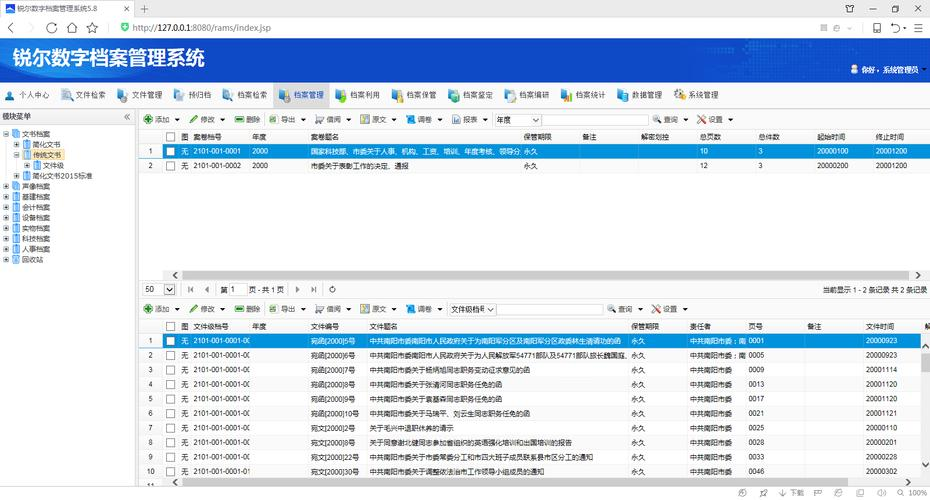 锐尔数字档案管理系统5.8
http://127.0.0.1:8080/rams/index.jsp
锐尔数字档案管理系统
你好，系统管理员
个人中心 文件检索 文件管理 预归档 档案检索 档案管理 档案利用 档案保管 档案鉴定 档案编研 档案统计 数据管理 系统管理
模块菜单
文书档案
简化文书
传统文书
文件级
简化文书2015标准
声像档案
基建档案
会计档案
设备档案
实物档案
科技档案
人事档案
回收站
添加 修改 删除 导出 借阅 原文 调卷 报表 年度 查询 设置
图 案卷档号 年度 案卷题名 保管期限 备注 解密划控 总页数 总件数 起始时间 终止时间
1 无 2101-001-0001 2000 国家科技部、市委关于人事、机构、工资、培训、年度考核、领导分 永久 10 3 20000100 20001200
2 无 2101-001-0002 2000 市委关于表彰工作的决定、通报 永久 12 3 20000200 20001200
50 第 1 页 - 共 1 页 当前显示 1 - 2 条记录 共 2 条记录
添加 修改 删除 导出 借阅 原文 调卷 文件级档号 查询 设置
图 文件级档号 年度 文件编号 文件题名 保管期限 责任者 页号 备注 文件时间
1 无 2101-001-0001-00 宛函[2000]5号 中共南阳市委南阳市人民政府关于为南阳军分区及南阳军分区政委林生清请功的函 永久 中共南阳市委；南 0001 20000923
2 无 2101-001-0001-00 宛函[2000]6号 中共南阳市委南阳市人民政府关于为人民解放军54771部队及54771部队旅长魏国庭、 永久 中共南阳市委；南 0005 20000923
3 无 2101-001-0001-00 宛函[2000]7号 中共南阳市委关于杨炳旭同志职务变动征求意见的函 永久 中共南阳市委 0009 20001114
4 无 2101-001-0001-00 宛函[2000]8号 中共南阳市委关于张清河同志职务任免的函 永久 中共南阳市委 0013 20001120
5 无 2101-001-0001-00 宛函[2000]9号 中共南阳市委关于袁基森同志职务任免的函 永久 中共南阳市委 0017 20001120
6 无 2101-001-0001-00 宛函[2000]10号 中共南阳市委关于马瑞平、刘云生同志职务任免的函 永久 中共南阳市委 0021 20001121
7 无 2101-001-0001-00 宛文[2000]2号 关于毛兴中退职休养的请示 永久 中共南阳市委 0025 20000110
8 无 2101-001-0001-00 宛文[2000]8号 关于同意谢北健同志参加省组织的英语强化培训和出国培训的报告 永久 中共南阳市委 0028 20000201
9 无 2101-001-0001-00 宛文[2000]22号 中共南阳市委关于市委常委分工和市四大班子成员联系县市区分工的通知 永久 中共南阳市委 0033 20000228
10 无 2101-001-0001-01 宛文[2000]30号 中共南阳市委关于调整依法治市工作领导小组成员的通知 永久 中共南阳市委 0046 20000302
下载 100%